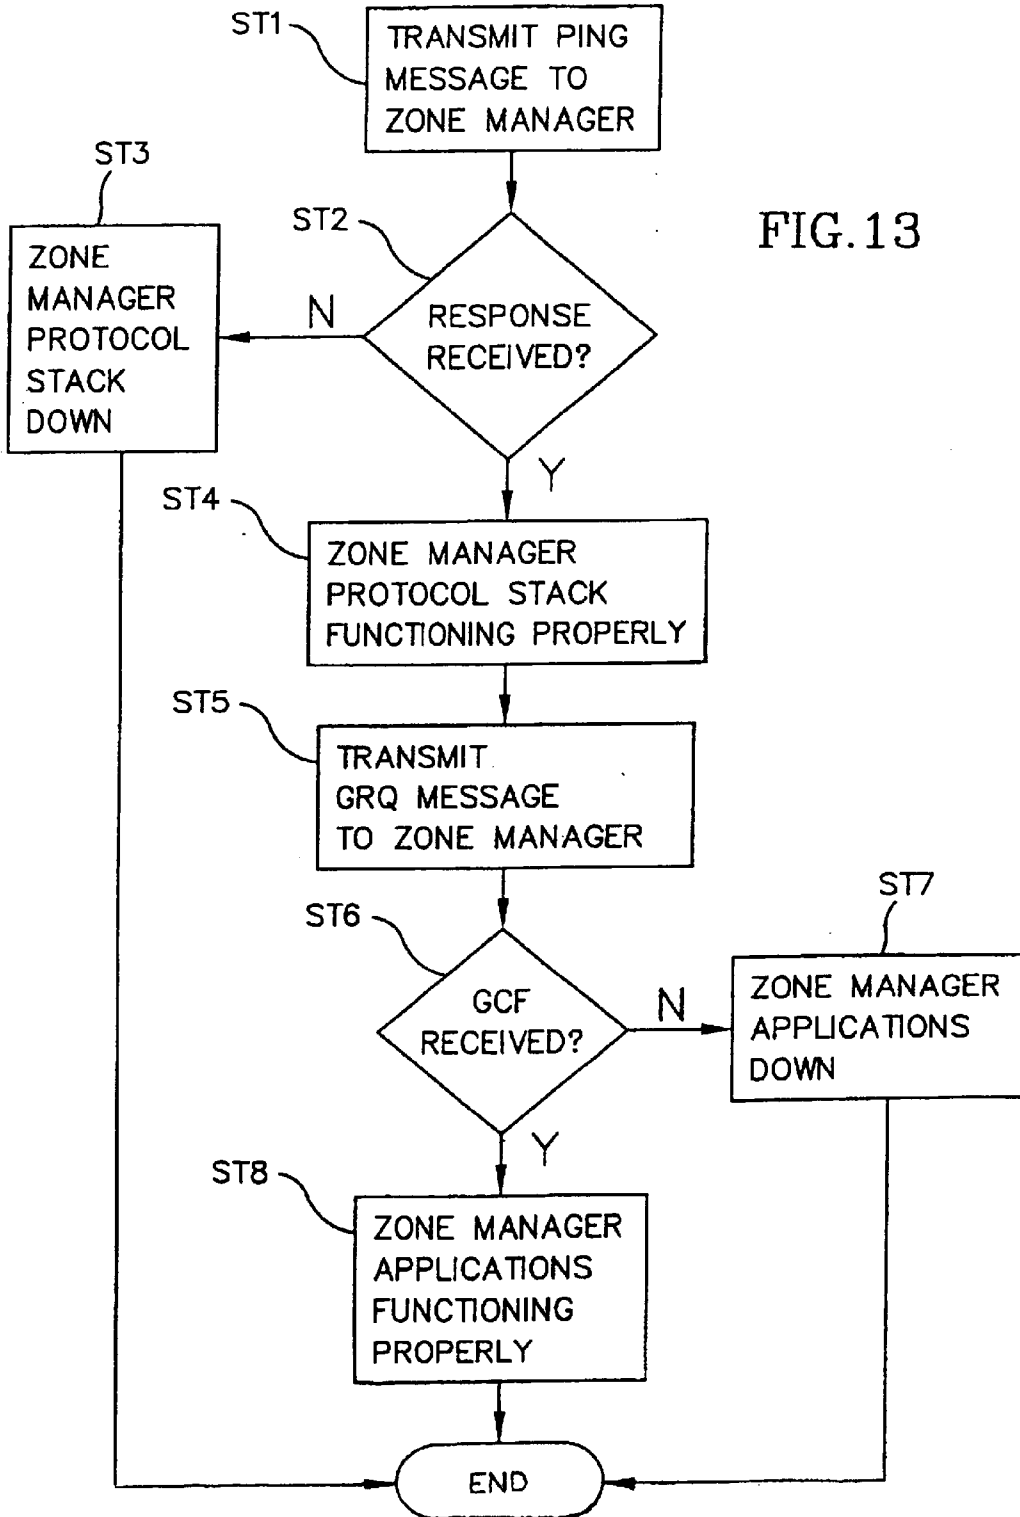 ST1
TRANSMIT PING
MESSAGE TO
ZONE MANAGER
ST3
ZONE
MANAGER
PROTOCOL
STACK
DOWN
ST2
RESPONSE
RECEIVED?
N
Y
FIG.13
ST4
ZONE MANAGER
PROTOCOL STACK
FUNCTIONING PROPERLY
ST5
TRANSMIT
GRQ MESSAGE
TO ZONE MANAGER
ST6
GCF
RECEIVED?
N
Y
ST7
ZONE MANAGER
APPLICATIONS
DOWN
ST8
ZONE MANAGER
APPLICATIONS
FUNCTIONING
PROPERLY
END